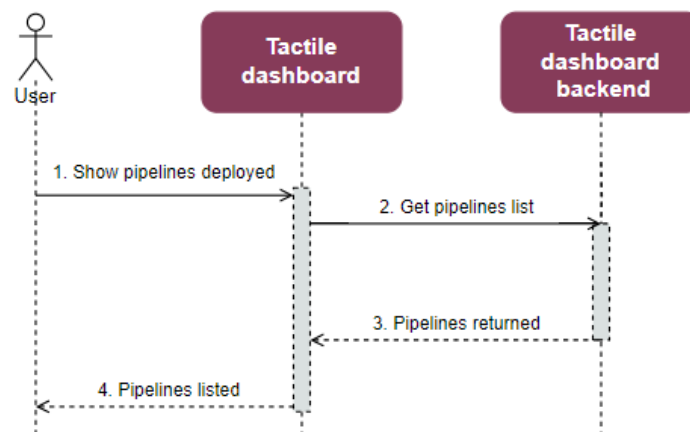 Tactile
dashboard
Tactile
dashboard
backend
User
1. Show pipelines deployed
2. Get pipelines list
3. Pipelines returned
4. Pipelines listed